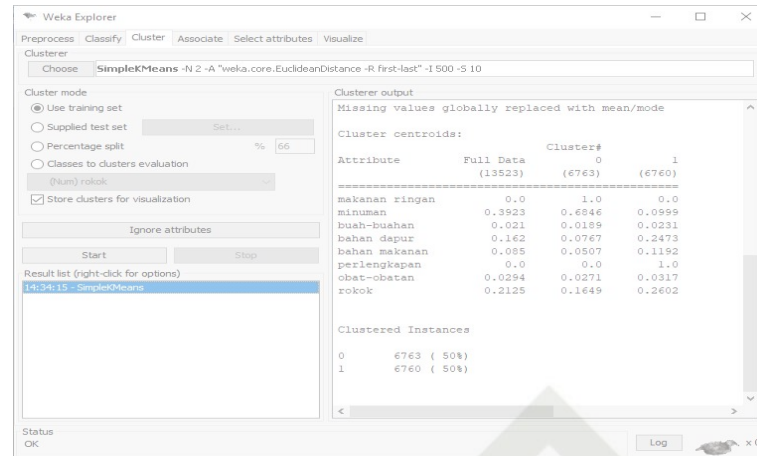 Weka Explorer
Preprocess Classify Cluster Associate Select attributes Visualize
Clusterer
Choose SimpleKMeans -N 2 -A "weka.core.EuclideanDistance -R first-last" -I 500 -S 10
Cluster mode
Use training set
Supplied test set Set...
Percentage split % 66
Classes to clusters evaluation
(Num) rokok
Store clusters for visualization
Ignore attributes
Start Stop
Result list (right-click for options)
14:34:15 - SimpleKMeans
Clusterer output
Missing values globally replaced with mean/mode
Cluster centroids:
Cluster#
Attribute Full Data 0 1
(13523) (6763) (6760)
==================================================
makanan ringan 0.0 1.0 0.0
minuman 0.3923 0.6846 0.0999
buah-buahan 0.021 0.0189 0.0231
bahan dapur 0.162 0.0767 0.2473
bahan makanan 0.085 0.0507 0.1192
perlengkapan 0.0 0.0 1.0
obat-obatan 0.0294 0.0271 0.0317
rokok 0.2125 0.1649 0.2602
Clustered Instances
0 6763 ( 50%)
1 6760 ( 50%)
Status
OK
Log
x 0